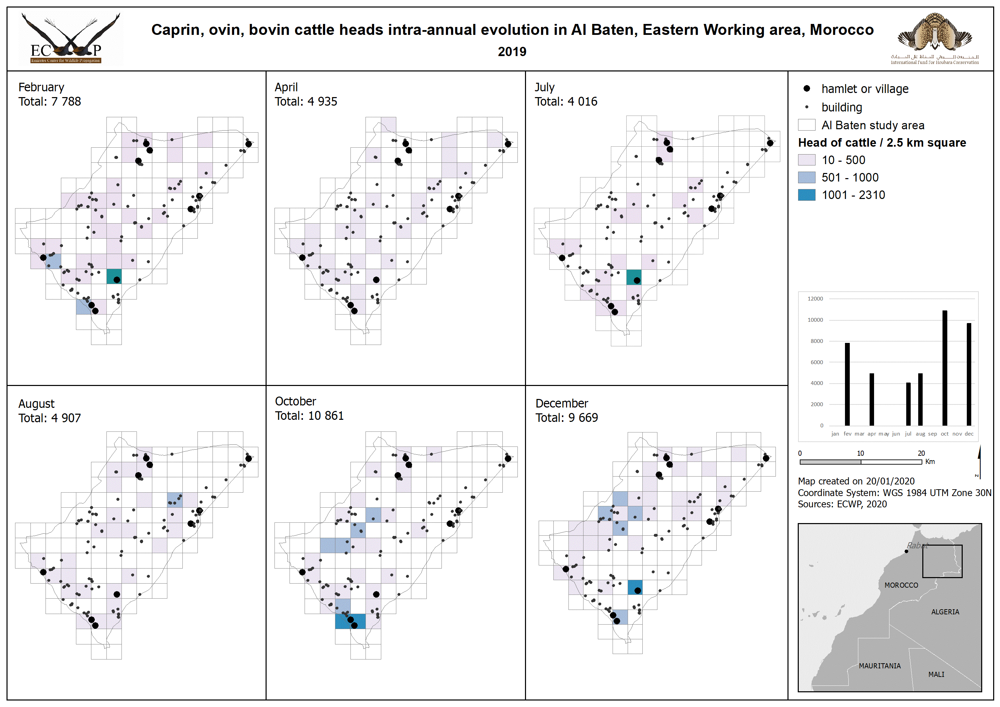 EC P
Emirates Center for Wildlife Propagation
Caprin, ovin, bovin cattle heads intra-annual evolution in Al Baten, Eastern Working area, Morocco
2019
International Fund For Houbara Conservation
February
Total: 7 788
April
Total: 4 935
July
Total: 4 016
August
Total: 4 907
October
Total: 10 861
December
Total: 9 669
hamlet or village
building
Al Baten study area
Head of cattle / 2.5 km square
10 - 500
501 - 1000
1001 - 2310
12000
10000
8000
6000
4000
2000
0
jan fev mar apr may jun jul aug sep oct nov dec
0 10 20
Km
z
Map created on 20/01/2020
Coordinate System: WGS 1984 UTM Zone 30N
Sources: ECWP, 2020
Rabat
MOROCCO
ALGERIA
MAURITANIA
MALI